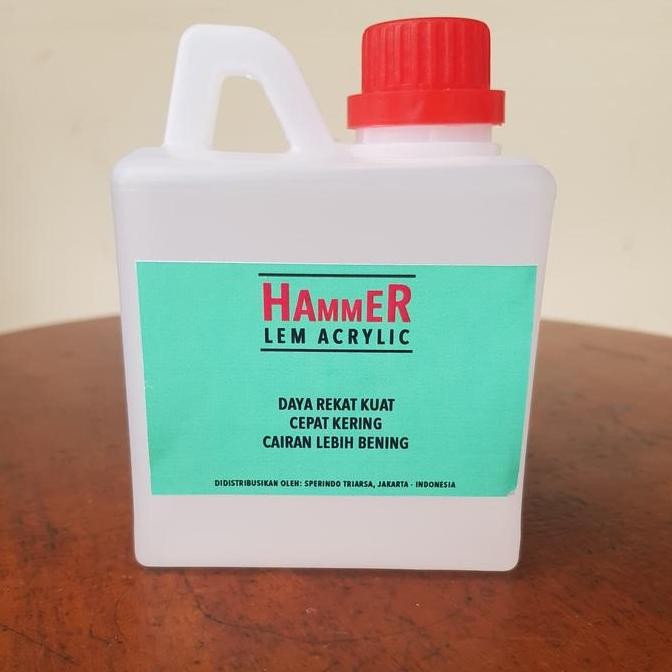 HAMMER
LEM ACRYLIC
DAYA REKAT KUAT
CEPAT KERING
CAIRAN LEBIH BENING
DIDISTRIBUSIKAN OLEH: SPERINDO TRIARSA, JAKARTA - INDONESIA